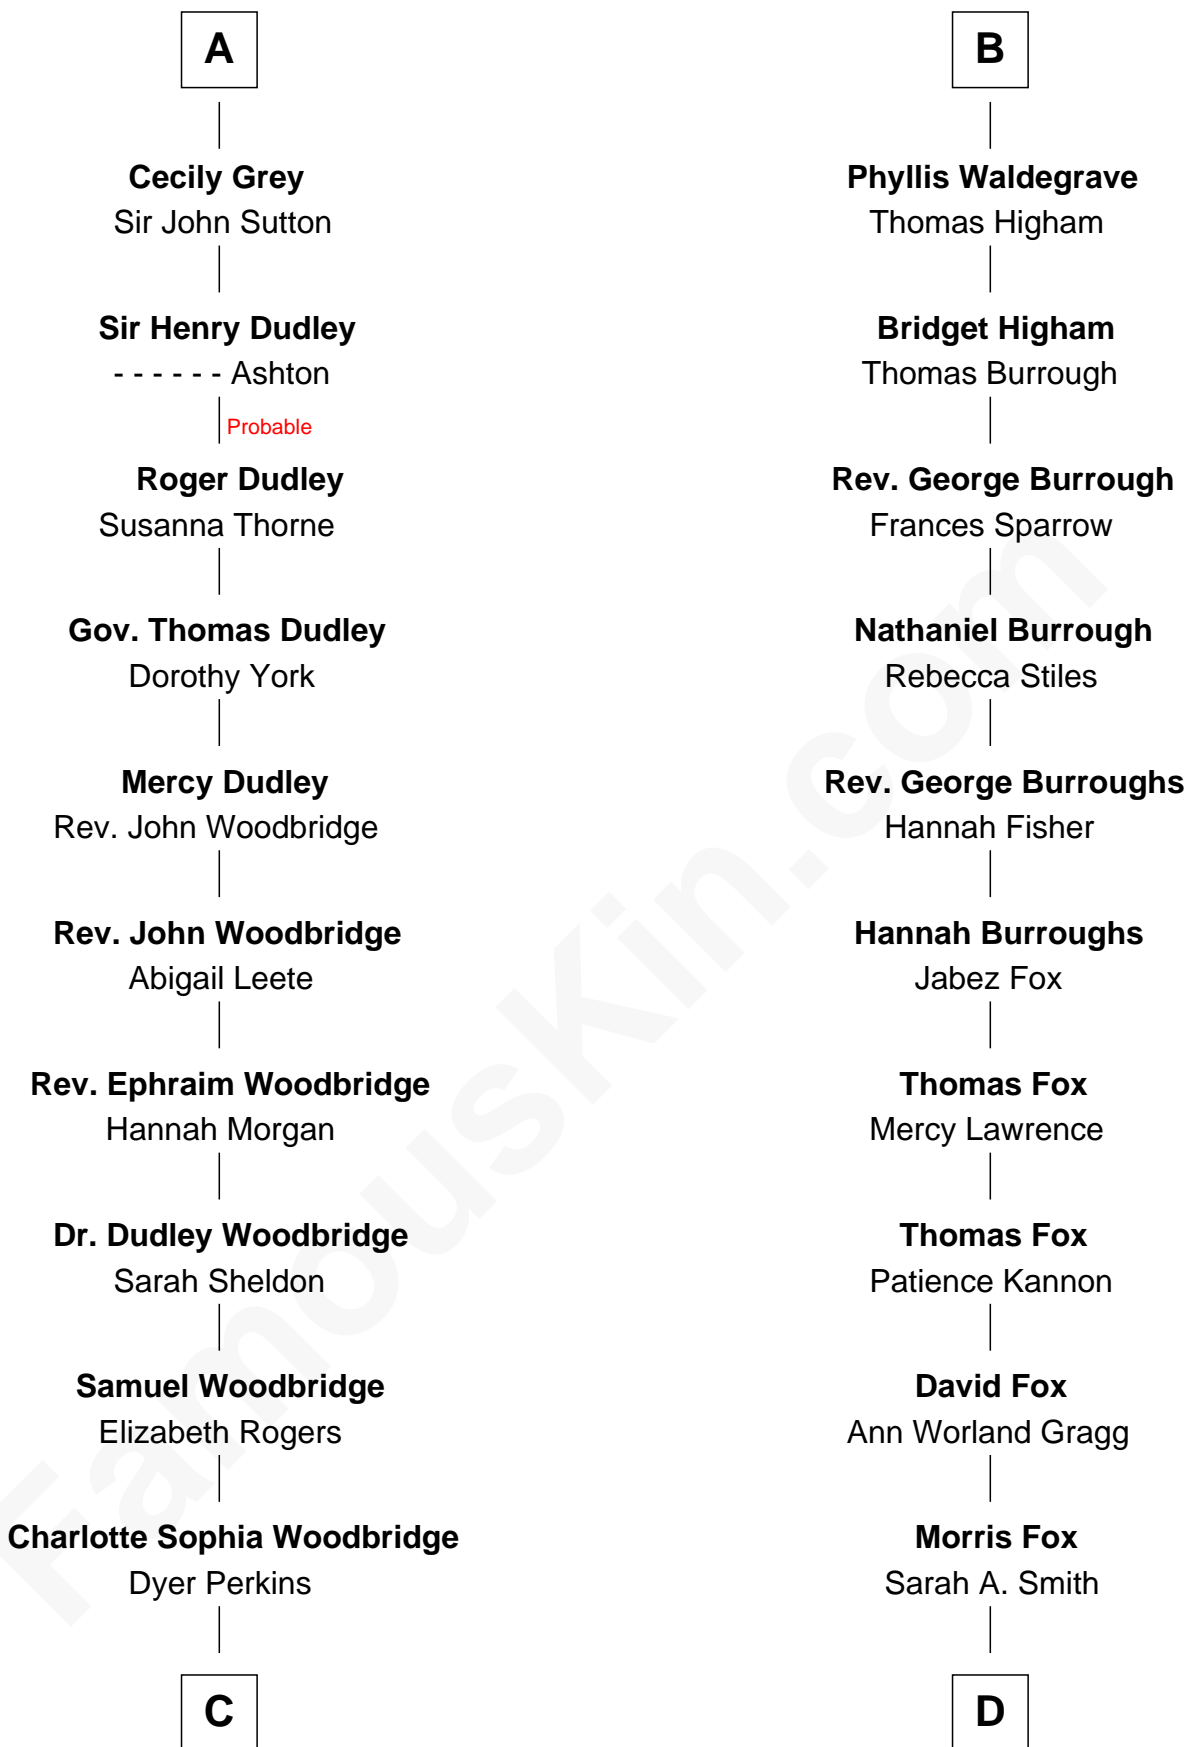 A
Cecily Grey
Sir John Sutton
Sir Henry Dudley
- - - - - - Ashton
Probable
Roger Dudley
Susanna Thorne
Gov. Thomas Dudley
Dorothy York
Mercy Dudley
Rev. John Woodbridge
Rev. John Woodbridge
Abigail Leete
Rev. Ephraim Woodbridge
Hannah Morgan
Dr. Dudley Woodbridge
Sarah Sheldon
Samuel Woodbridge
Elizabeth Rogers
Charlotte Sophia Woodbridge
Dyer Perkins
C
B
Phyllis Waldegrave
Thomas Higham
Bridget Higham
Thomas Burrough
Rev. George Burrough
Frances Sparrow
Nathaniel Burrough
Rebecca Stiles
Rev. George Burroughs
Hannah Fisher
Hannah Burroughs
Jabez Fox
Thomas Fox
Mercy Lawrence
Thomas Fox
Patience Kannon
David Fox
Ann Worland Gragg
Morris Fox
Sarah A. Smith
D
FamousKin.com